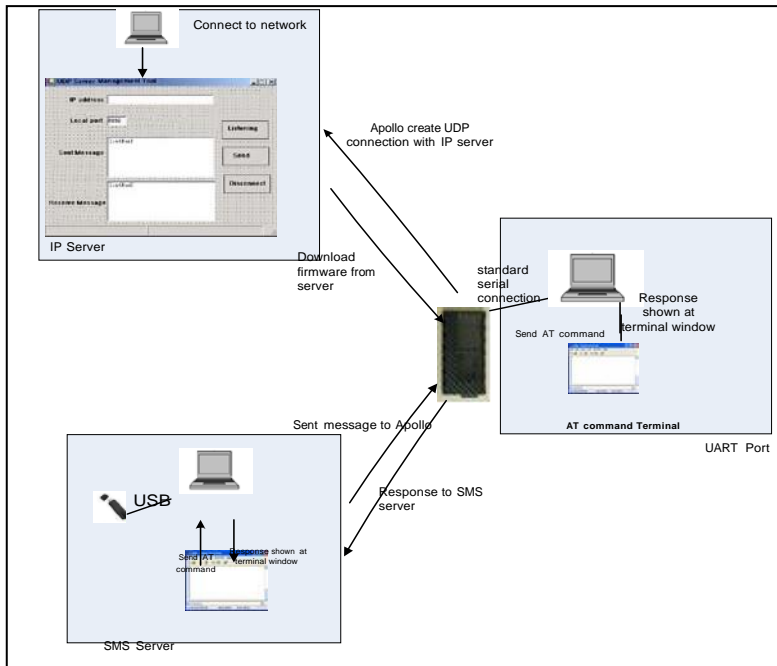 Connect to network
UDP Server Management Tool
IP address
Local port
Listening
Sent Message
Send
Disconnect
Receive Message
IP Server
Apollo create UDP
connection with IP server
Download
firmware from
server
standard
serial
connection
Response
shown at
terminal window
Send AT command
AT command Terminal
UART Port
Sent message to Apollo
Response to SMS
server
USB
Send AT
command
Response shown at
terminal window
SMS Server